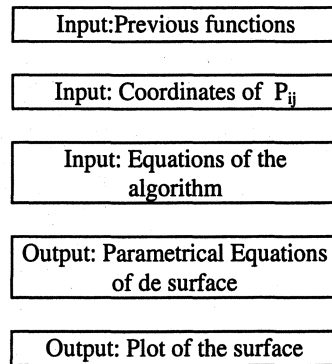 Input:Previous functions
Input: Coordinates of P_ij
Input: Equations of the
algorithm
Output: Parametrical Equations
of de surface
Output: Plot of the surface